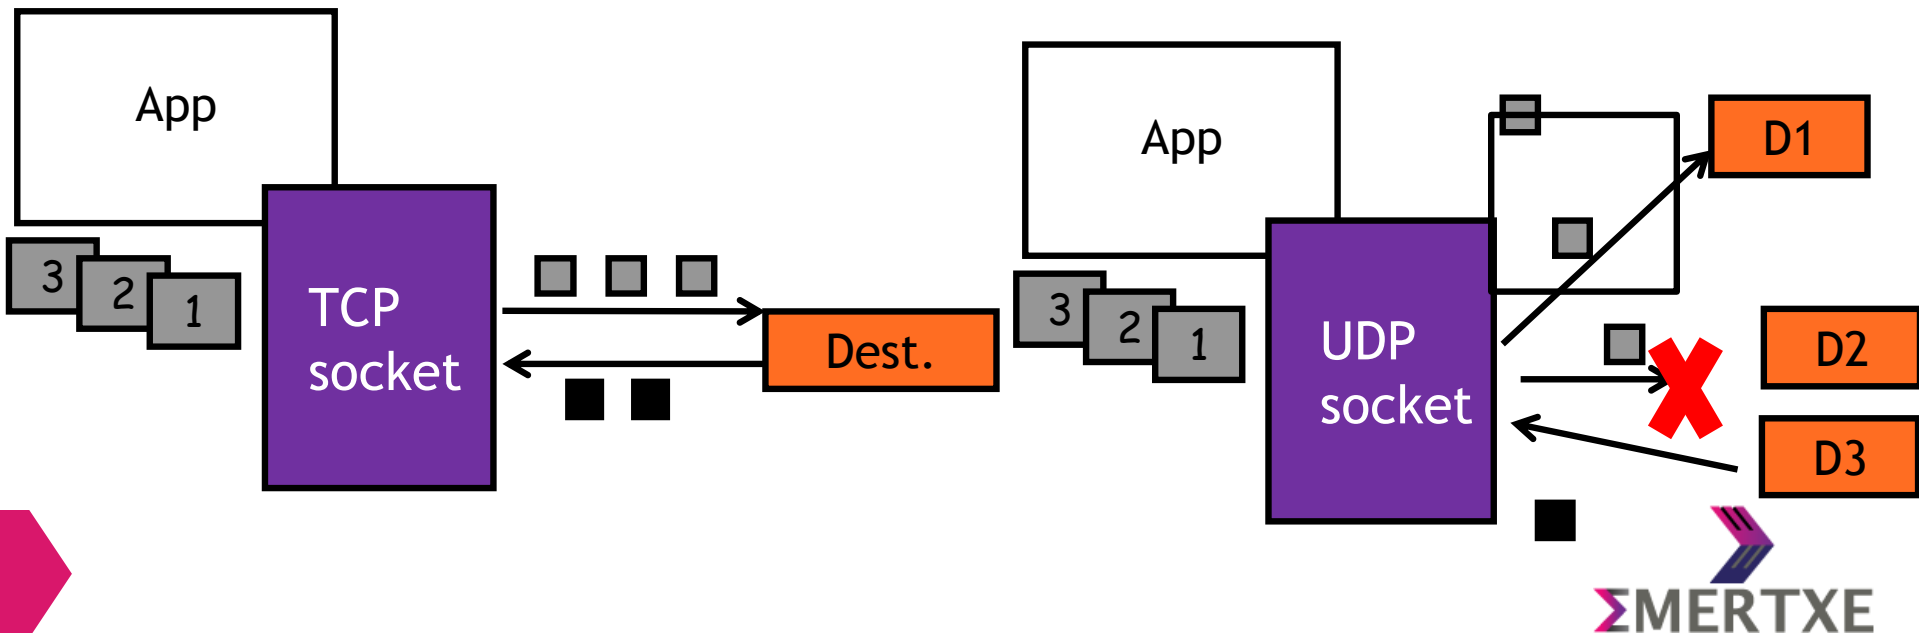 App
3
2
1
TCP
socket
Dest.
App
3
2
1
UDP
socket
D1
D2
D3
ΣMERTXE